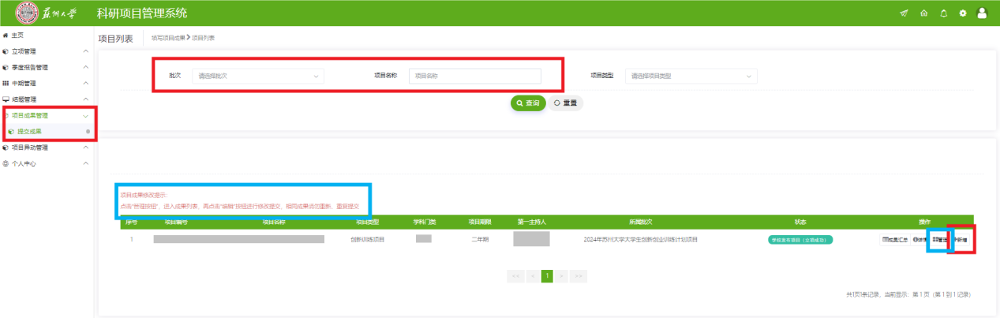 苏州大学 科研项目管理系统
主页
立项管理
季度报告管理
中期管理
结题管理
项目成果管理
提交成果
项目异动管理
个人中心
项目列表 填写项目成果 > 项目列表
批次 请选择批次 项目名称 项目名称 项目类型 请选择项目类型
查询 重置
项目成果修改提示：
点击"管理按钮"，进入成果列表，再点击"编辑"按钮进行修改提交，相同成果请勿重新、重复提交
序号 项目编号 项目名称 项目类型 学科门类 项目期限 第一主持人 所属批次 状态 操作
1 创新训练项目 二年期 2024年苏州大学大学生创新创业训练计划项目 学校发布项目（立项成功） 成果汇总 详情 管理 新增
<< < 1 > >>
共1页1条记录，当前显示：第 1 页（第 1 到 1 记录)